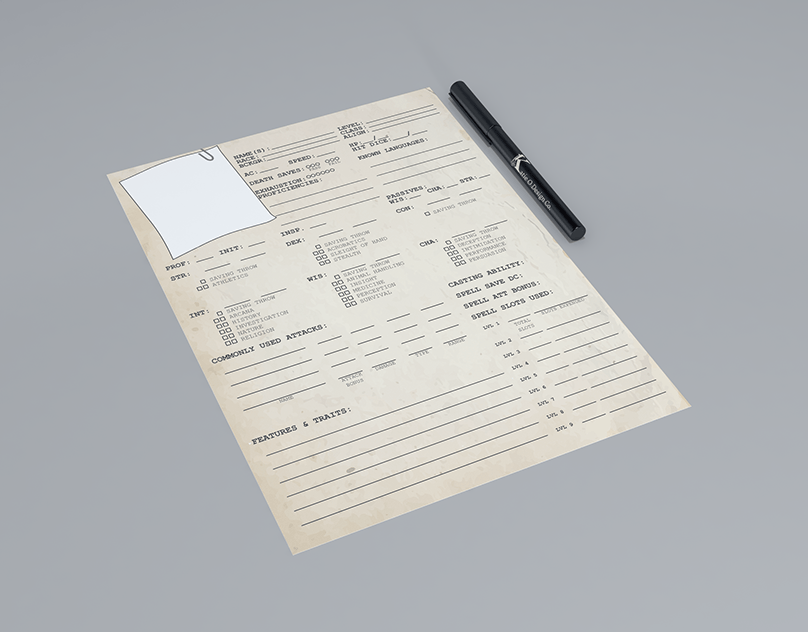 NAME(S):
RACE:
BCKGR:
LEVEL:
CLASS:
ALIGN:
AC:
SPEED:
HP: /
HIT DICE: /
DEATH SAVES:
EXHAUSTION:
PROFICIENCIES:
KNOWN LANGUAGES:
PROF:
INIT:
INSP.
PASSIVES
WIS: CHA: STR:
STR:
SAVING THROW
ATHLETICS
DEX:
SAVING THROW
ACROBATICS
SLEIGHT OF HAND
STEALTH
CON:
SAVING THROW
INT:
SAVING THROW
ARCANA
HISTORY
INVESTIGATION
NATURE
RELIGION
WIS:
SAVING THROW
ANIMAL HANDLING
INSIGHT
MEDICINE
PERCEPTION
SURVIVAL
CHA:
SAVING THROW
DECEPTION
INTIMIDATION
PERFORMANCE
PERSUASION
COMMONLY USED ATTACKS:
NAME
ATTACK BONUS
DAMAGE
TYPE
RANGE
CASTING ABILITY:
SPELL SAVE DC:
SPELL ATT BONUS:
SPELL SLOTS USED:
LVL 1
TOTAL SLOTS
SLOTS EXPENDED
LVL 2
LVL 3
LVL 4
LVL 5
LVL 6
LVL 7
LVL 8
LVL 9
FEATURES & TRAITS:
Katie O Design Co.